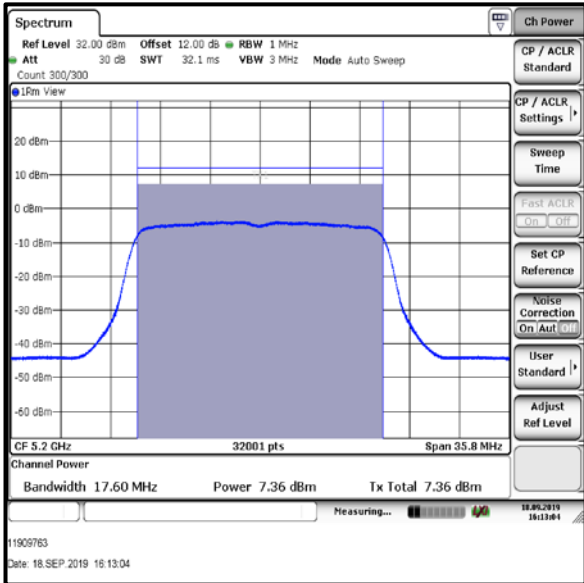 Spectrum
Ref Level 32.00 dBm Offset 12.00 dB RBW 1 MHz
Att 30 dB SWT 32.1 ms VBW 3 MHz Mode Auto Sweep
Count 300/300
1Rm View
20 dBm
10 dBm
0 dBm
-10 dBm
-20 dBm
-30 dBm
-40 dBm
-50 dBm
-60 dBm
CF 5.2 GHz 32001 pts Span 35.8 MHz
Channel Power
Bandwidth 17.60 MHz Power 7.36 dBm Tx Total 7.36 dBm
Measuring... 18.09.2019
16:13:04
Ch Power
CP / ACLR
Standard
CP / ACLR
Settings
Sweep
Time
Fast ACLR
On Off
Set CP
Reference
Noise
Correction
On Aut Off
User
Standard
Adjust
Ref Level
11909763
Date: 18.SEP.2019 16:13:04